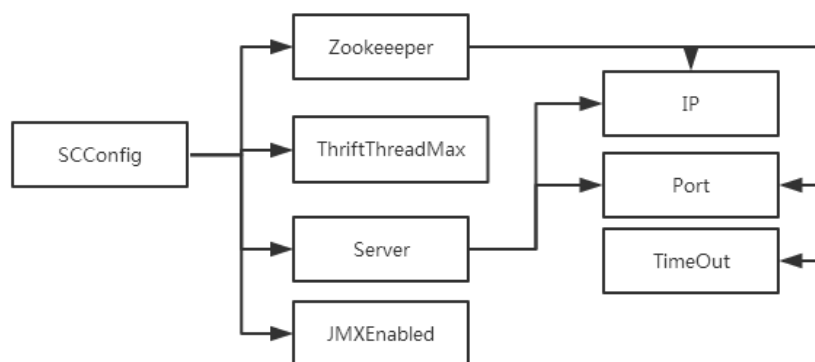 Zookeeeper
IP
SCConfig
ThriftThreadMax
Port
Server
TimeOut
JMXEnabled